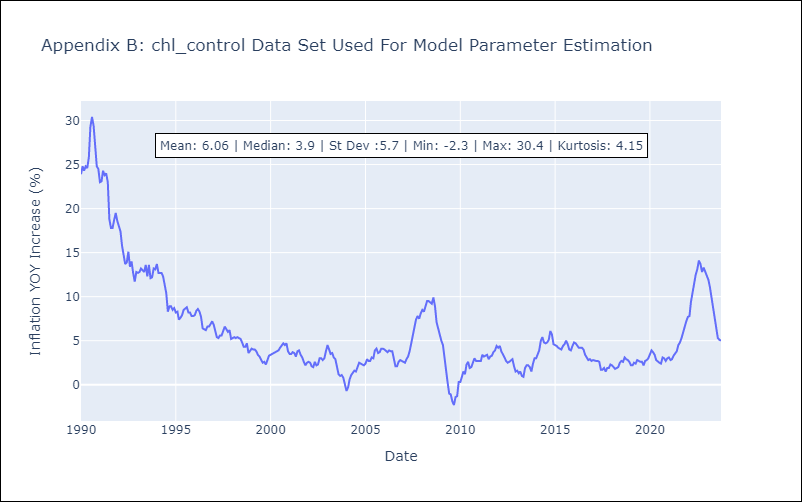 Appendix B: chl_control Data Set Used For Model Parameter Estimation
Mean: 6.06 | Median: 3.9 | St Dev :5.7 | Min: -2.3 | Max: 30.4 | Kurtosis: 4.15
Inflation YOY Increase (%)
30
25
20
15
10
5
0
1990 1995 2000 2005 2010 2015 2020
Date